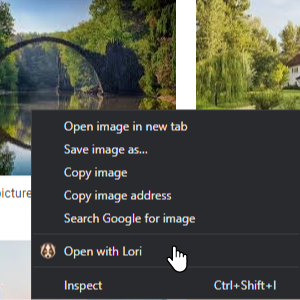 Open image in new tab
Save image as...
Copy image
picture
Copy image address
Search Google for image
Open with Lori
Inspect Ctrl+Shift+I